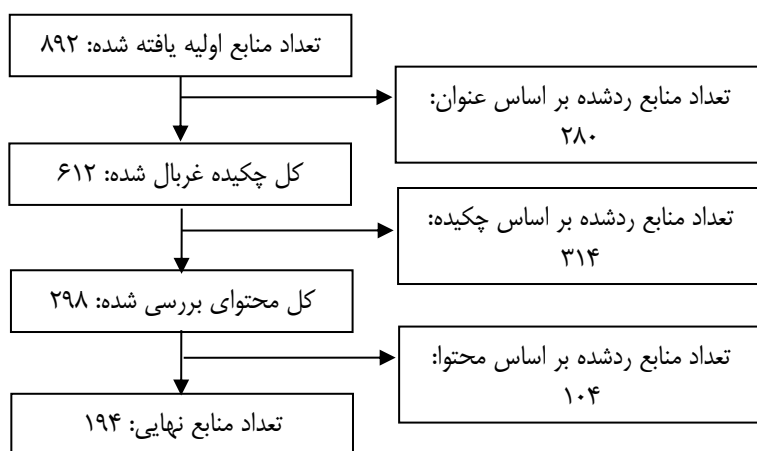 تعداد منابع اولیه یافته شده: ۸۹۲
تعداد منابع ردشده بر اساس عنوان:
۲۸۰
کل چکیده غربال شده: ۶۱۲
تعداد منابع ردشده بر اساس چکیده:
۳۱۴
کل محتوای بررسی شده: ۲۹۸
تعداد منابع ردشده بر اساس محتوا:
۱۰۴
تعداد منابع نهایی: ۱۹۴